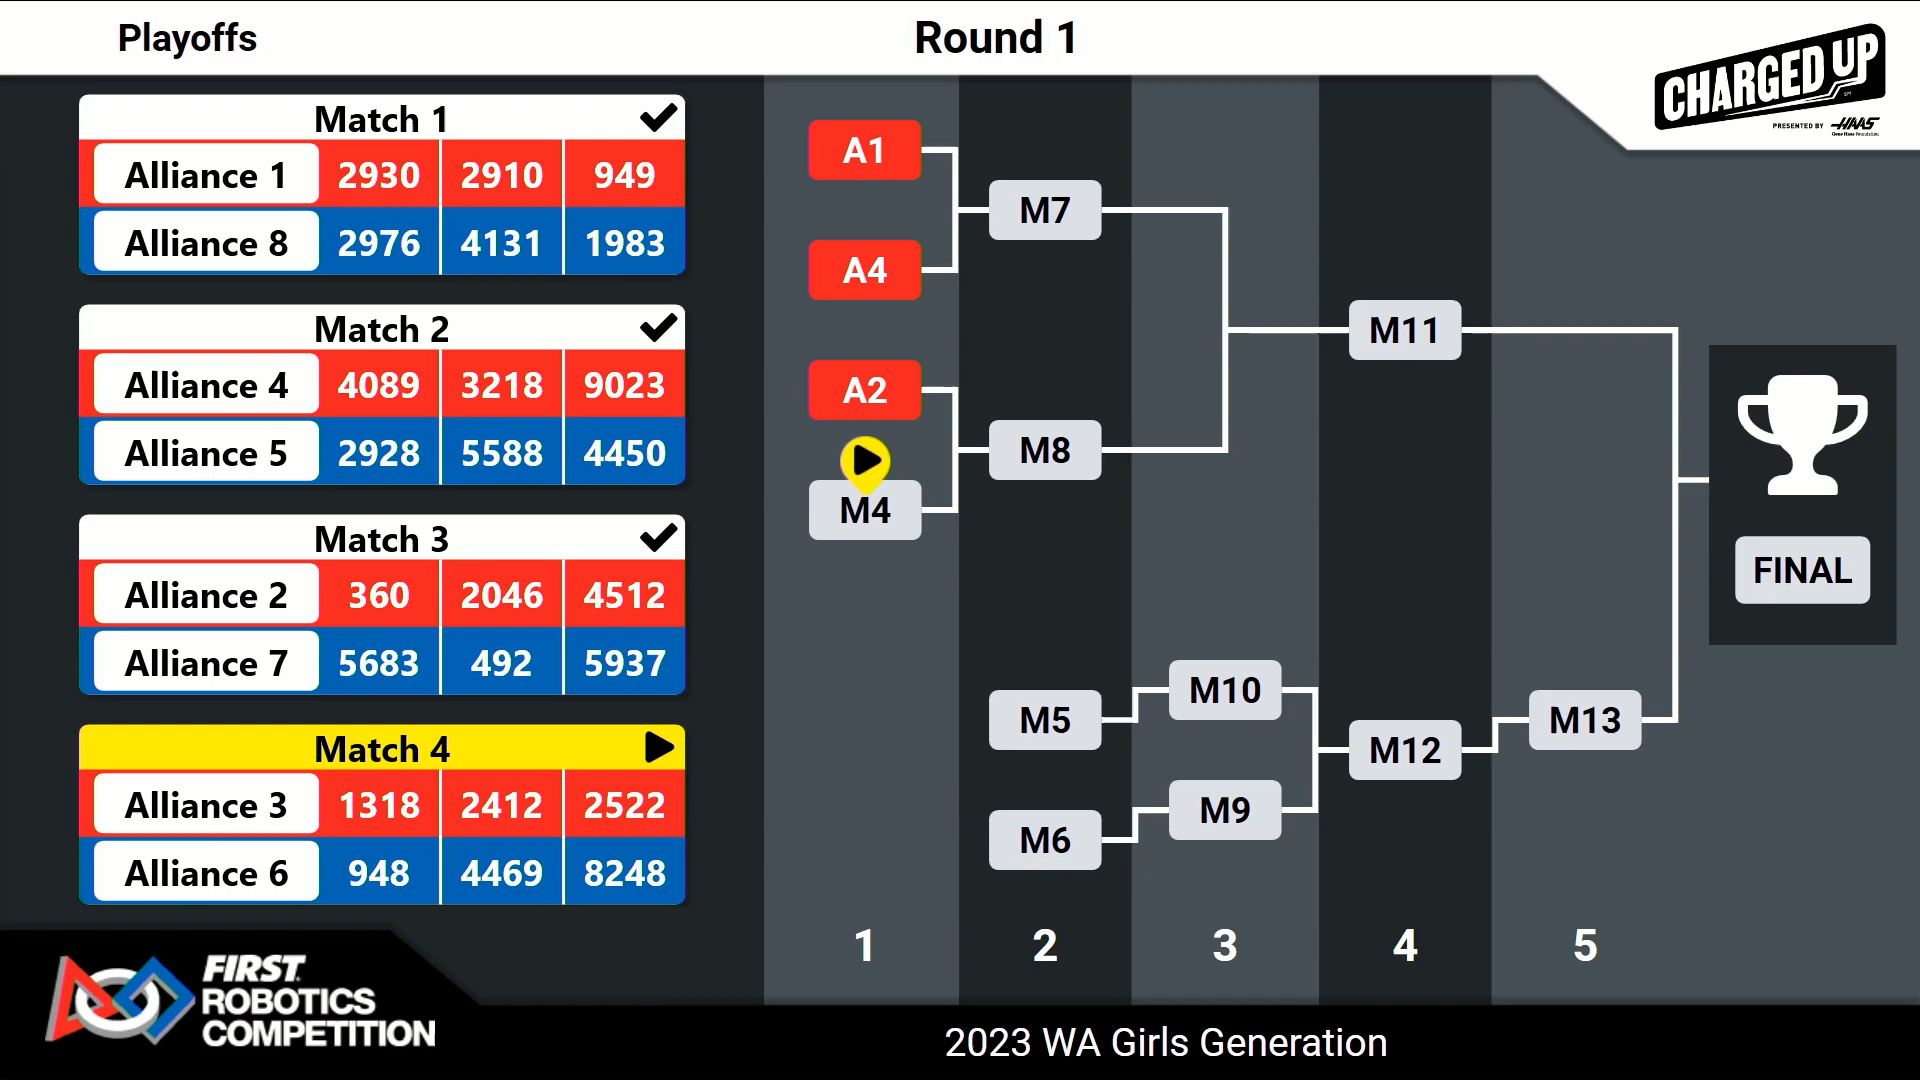 Playoffs
Round 1
CHARGED UP
SM
PRESENTED BY HAAS
Gene Haas Foundation
Match 1
Alliance 1 2930 2910 949
Alliance 8 2976 4131 1983
Match 2
Alliance 4 4089 3218 9023
Alliance 5 2928 5588 4450
Match 3
Alliance 2 360 2046 4512
Alliance 7 5683 492 5937
Match 4
Alliance 3 1318 2412 2522
Alliance 6 948 4469 8248
A1
A4
A2
M4
M7
M8
M5
M6
M10
M9
M11
M12
M13
FINAL
1 2 3 4 5
FIRST
ROBOTICS
COMPETITION
2023 WA Girls Generation